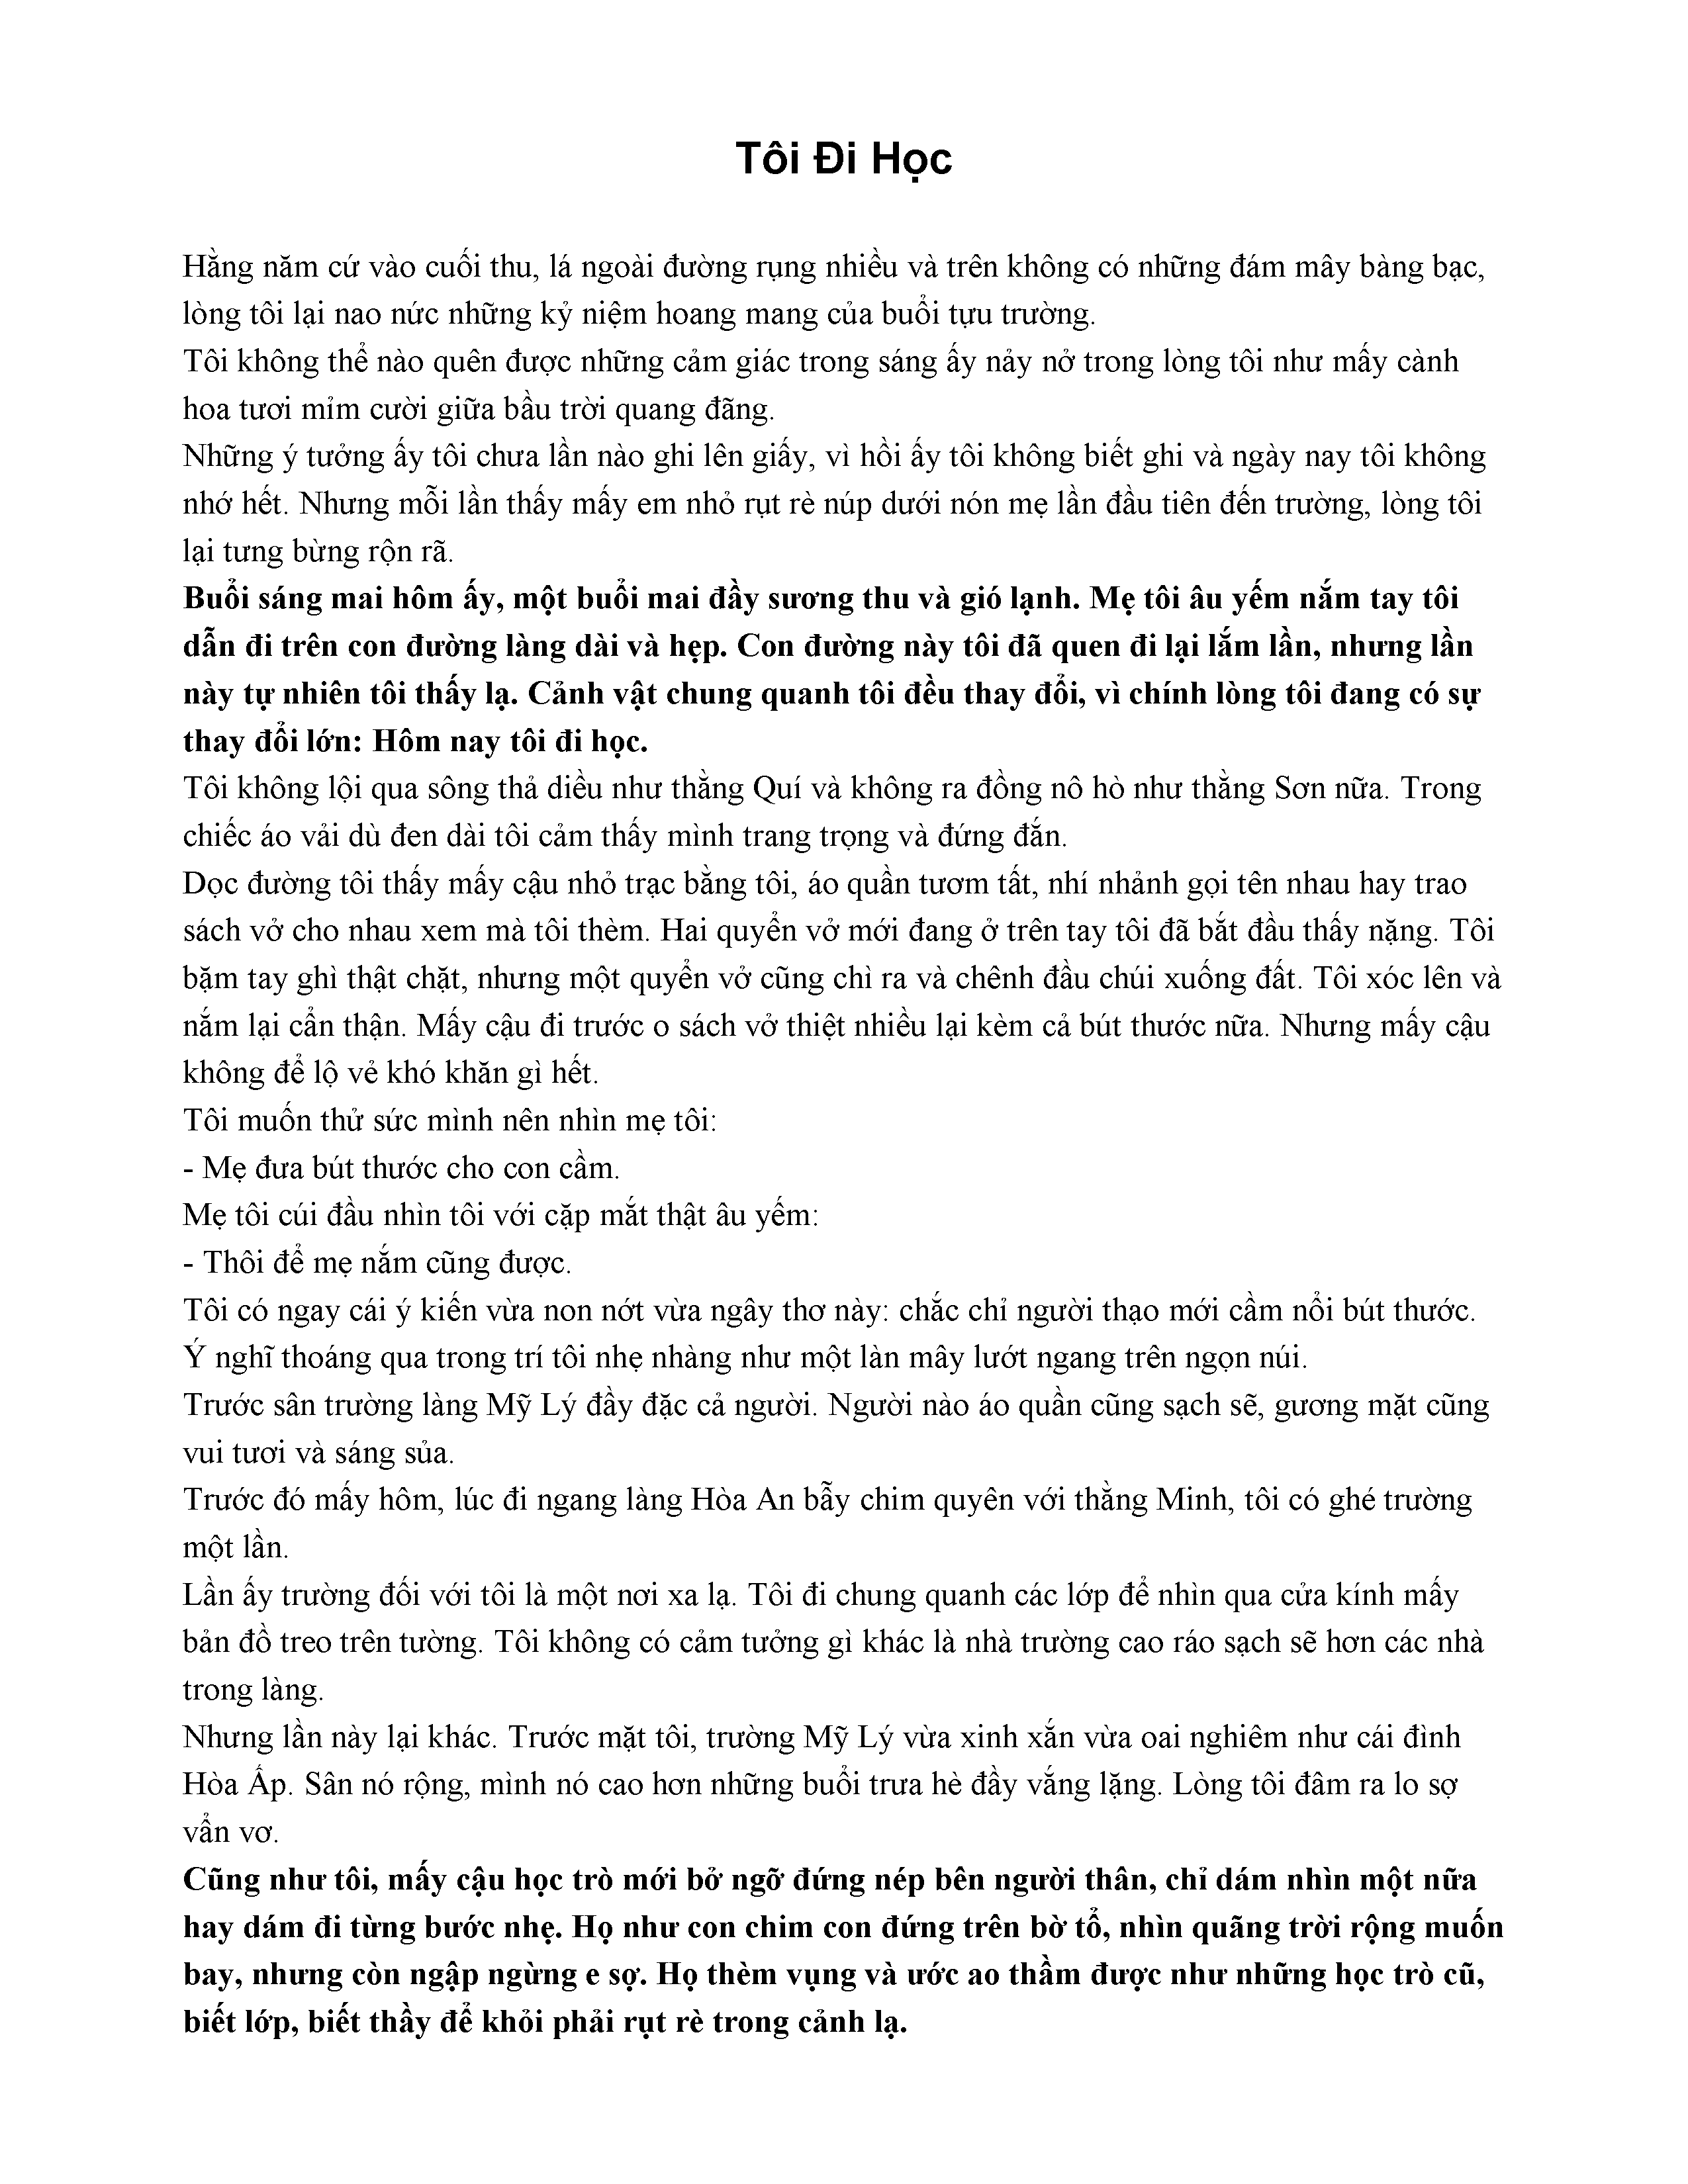 Tôi Đi Học
Hằng năm cứ vào cuối thu, lá ngoài đường rụng nhiều và trên không có những đám mây bàng bạc,
lòng tôi lại nao nức những kỷ niệm hoang mang của buổi tựu trường.
Tôi không thể nào quên được những cảm giác trong sáng ấy nảy nở trong lòng tôi như mấy cành
hoa tươi mỉm cười giữa bầu trời quang đãng.
Những ý tưởng ấy tôi chưa lần nào ghi lên giấy, vì hồi ấy tôi không biết ghi và ngày nay tôi không
nhớ hết. Nhưng mỗi lần thấy mấy em nhỏ rụt rè núp dưới nón mẹ lần đầu tiên đến trường, lòng tôi
lại tưng bừng rộn rã.
Buổi sáng mai hôm ấy, một buổi mai đầy sương thu và gió lạnh. Mẹ tôi âu yếm nắm tay tôi
dẫn đi trên con đường làng dài và hẹp. Con đường này tôi đã quen đi lại lắm lần, nhưng lần
này tự nhiên tôi thấy lạ. Cảnh vật chung quanh tôi đều thay đổi, vì chính lòng tôi đang có sự
thay đổi lớn: Hôm nay tôi đi học.
Tôi không lội qua sông thả diều như thằng Quí và không ra đồng nô hò như thằng Sơn nữa. Trong
chiếc áo vải dù đen dài tôi cảm thấy mình trang trọng và đứng đắn.
Dọc đường tôi thấy mấy cậu nhỏ trạc bằng tôi, áo quần tươm tất, nhí nhảnh gọi tên nhau hay trao
sách vở cho nhau xem mà tôi thèm. Hai quyển vở mới đang ở trên tay tôi đã bắt đầu thấy nặng. Tôi
bặm tay ghì thật chặt, nhưng một quyển vở cũng chì ra và chênh đầu chúi xuống đất. Tôi xóc lên và
nắm lại cẩn thận. Mấy cậu đi trước o sách vở thiệt nhiều lại kèm cả bút thước nữa. Nhưng mấy cậu
không để lộ vẻ khó khăn gì hết.
Tôi muốn thử sức mình nên nhìn mẹ tôi:
- Mẹ đưa bút thước cho con cầm.
Mẹ tôi cúi đầu nhìn tôi với cặp mắt thật âu yếm:
- Thôi để mẹ nắm cũng được.
Tôi có ngay cái ý kiến vừa non nớt vừa ngây thơ này: chắc chỉ người thạo mới cầm nổi bút thước.
Ý nghĩ thoáng qua trong trí tôi nhẹ nhàng như một làn mây lướt ngang trên ngọn núi.
Trước sân trường làng Mỹ Lý đầy đặc cả người. Người nào áo quần cũng sạch sẽ, gương mặt cũng
vui tươi và sáng sủa.
Trước đó mấy hôm, lúc đi ngang làng Hòa An bẫy chim quyên với thằng Minh, tôi có ghé trường
một lần.
Lần ấy trường đối với tôi là một nơi xa lạ. Tôi đi chung quanh các lớp để nhìn qua cửa kính mấy
bản đồ treo trên tường. Tôi không có cảm tưởng gì khác là nhà trường cao ráo sạch sẽ hơn các nhà
trong làng.
Nhưng lần này lại khác. Trước mặt tôi, trường Mỹ Lý vừa xinh xắn vừa oai nghiêm như cái đình
Hòa Ấp. Sân nó rộng, mình nó cao hơn những buổi trưa hè đầy vắng lặng. Lòng tôi đâm ra lo sợ
vẩn vơ.
Cũng như tôi, mấy cậu học trò mới bở ngỡ đứng nép bên người thân, chỉ dám nhìn một nữa
hay dám đi từng bước nhẹ. Họ như con chim con đứng trên bờ tổ, nhìn quãng trời rộng muốn
bay, nhưng còn ngập ngừng e sợ. Họ thèm vụng và ước ao thầm được như những học trò cũ,
biết lớp, biết thầy để khỏi phải rụt rè trong cảnh lạ.